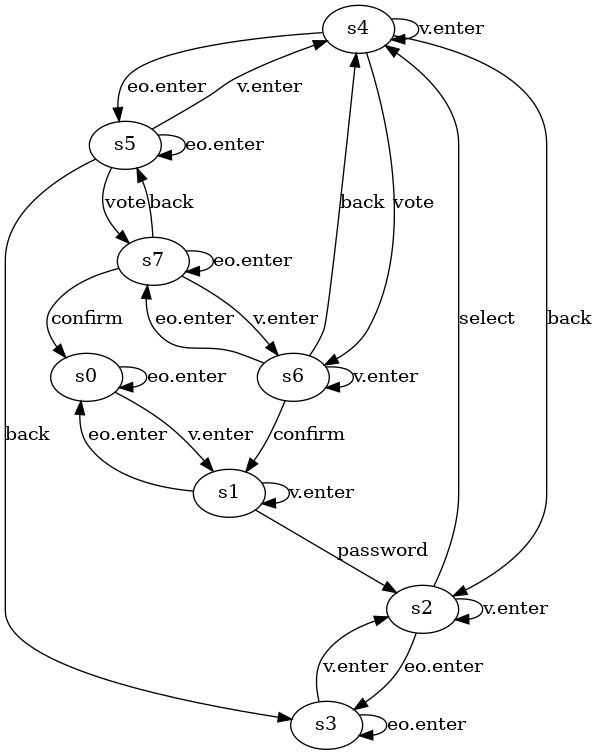 s4
v.enter
eo.enter
v.enter
s5
eo.enter
vote
back
back
vote
s7
eo.enter
confirm
eo.enter
v.enter
select
back
s0
eo.enter
s6
v.enter
back
eo.enter
v.enter
confirm
s1
v.enter
password
s2
v.enter
v.enter
eo.enter
s3
eo.enter